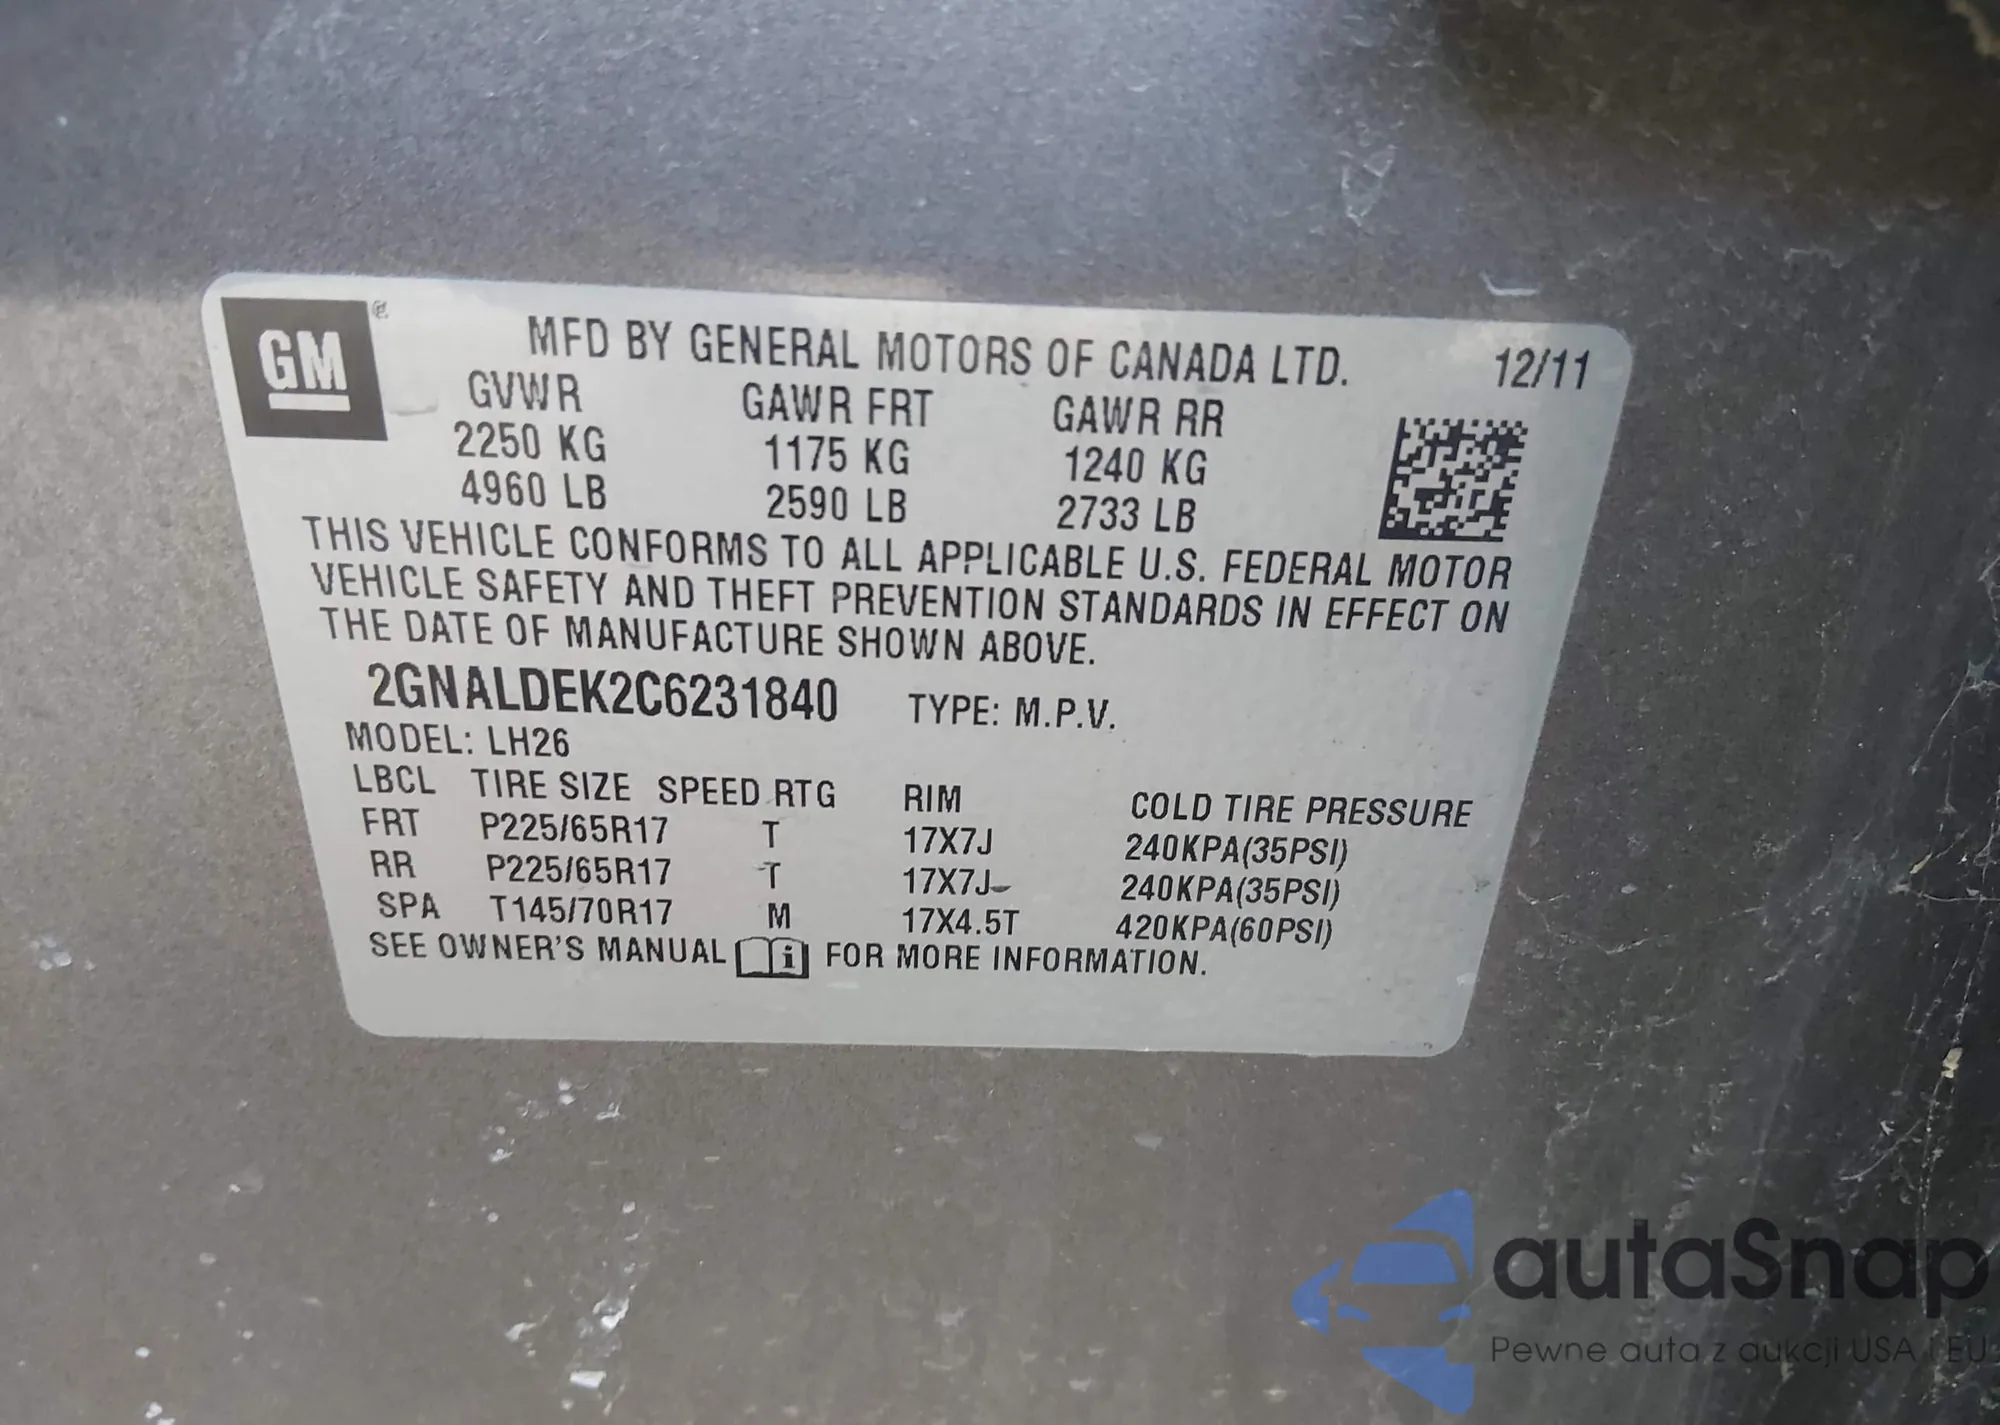 GM
MFD BY GENERAL MOTORS OF CANADA LTD. 12/11
GVWR GAWR FRT GAWR RR
2250 KG 1175 KG 1240 KG
4960 LB 2590 LB 2733 LB
THIS VEHICLE CONFORMS TO ALL APPLICABLE U.S. FEDERAL MOTOR
VEHICLE SAFETY AND THEFT PREVENTION STANDARDS IN EFFECT ON
THE DATE OF MANUFACTURE SHOWN ABOVE.
2GNALDEK2C6231840 TYPE: M.P.V.
MODEL: LH26
LBCL TIRE SIZE SPEED RTG RIM COLD TIRE PRESSURE
FRT P225/65R17 T 17X7J 240KPA(35PSI)
RR P225/65R17 T 17X7J 240KPA(35PSI)
SPA T145/70R17 M 17X4.5T 420KPA(60PSI)
SEE OWNER'S MANUAL i FOR MORE INFORMATION.
autaSnap
Pewne auta z aukcji USA i EU